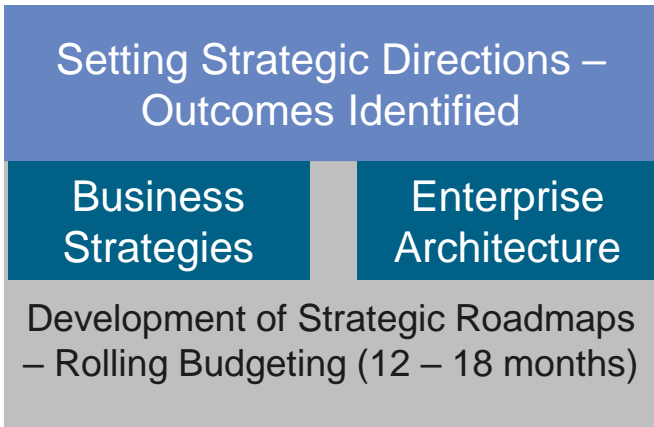 Setting Strategic Directions –
Outcomes Identified
Business
Strategies
Enterprise
Architecture
Development of Strategic Roadmaps
– Rolling Budgeting (12 – 18 months)